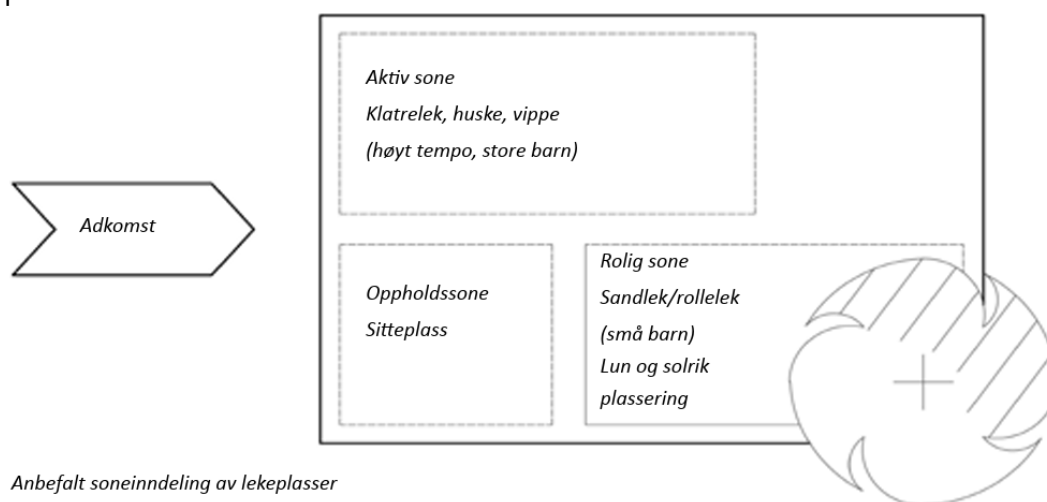 Aktiv sone
Klatrelek, huske, vippe
(høyt tempo, store barn)
Adkomst
Oppholdssone
Sitteplass
Rolig sone
Sandlek/rollelek
(små barn)
Lun og solrik
plassering
Anbefalt soneinndeling av lekeplasser